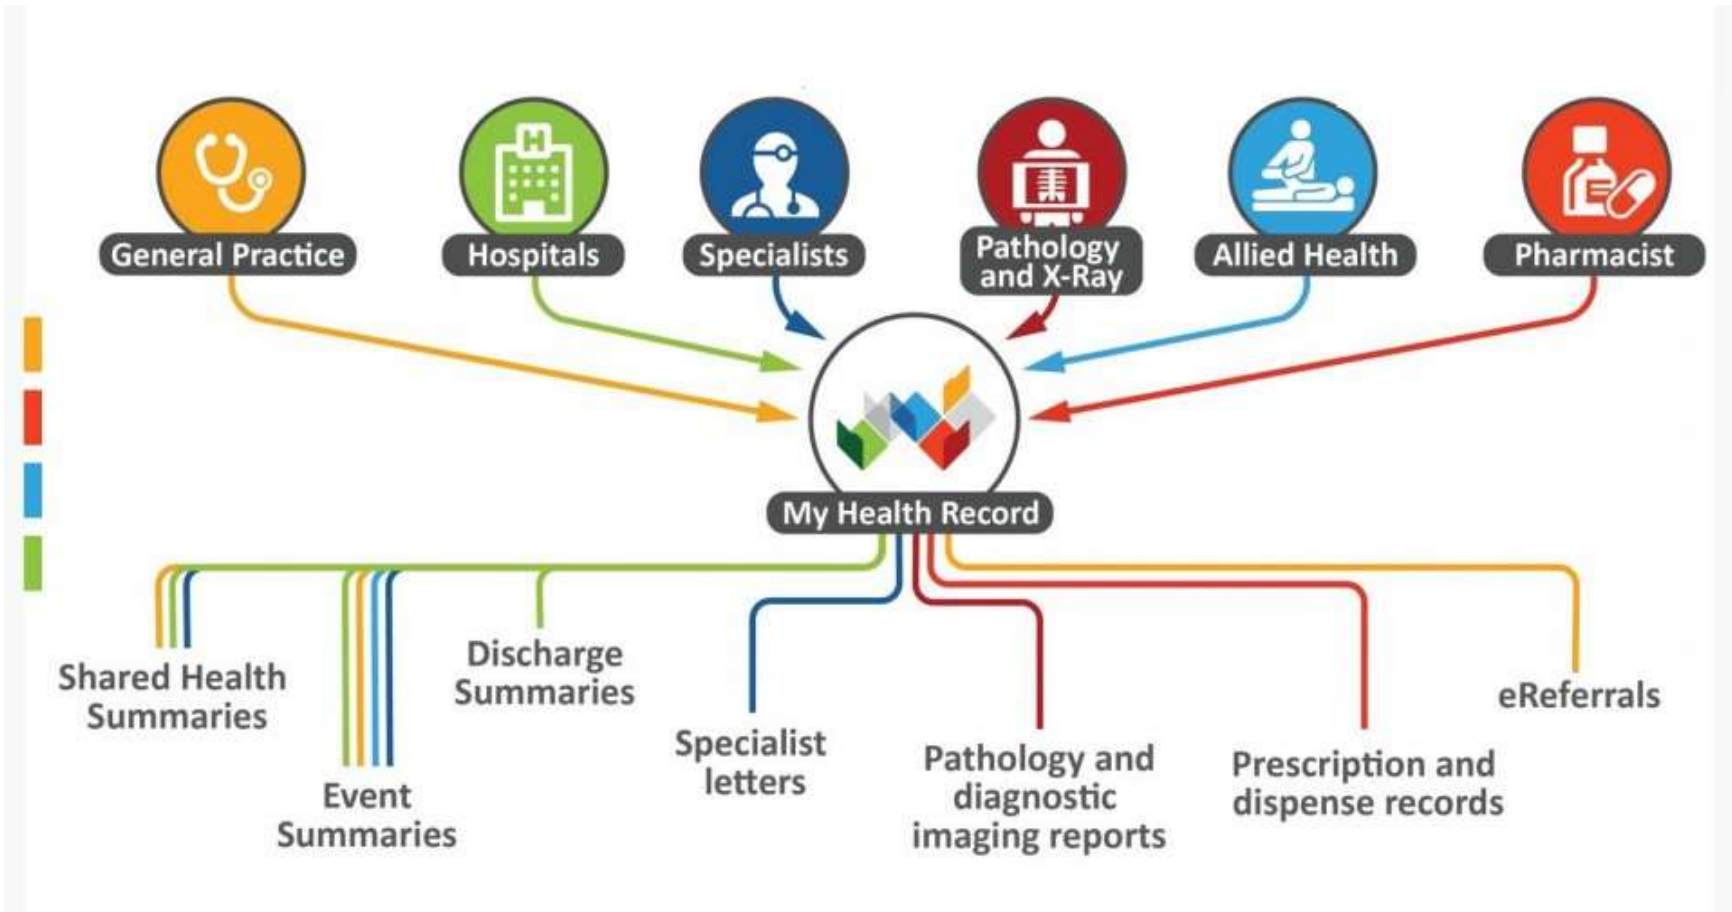 H
General Practice
Hospitals
Specialists
Pathology
and X-Ray
Allied Health
Pharmacist
My Health Record
Shared Health
Summaries
Event
Summaries
Discharge
Summaries
Specialist
letters
Pathology and
diagnostic
imaging reports
Prescription and
dispense records
eReferrals